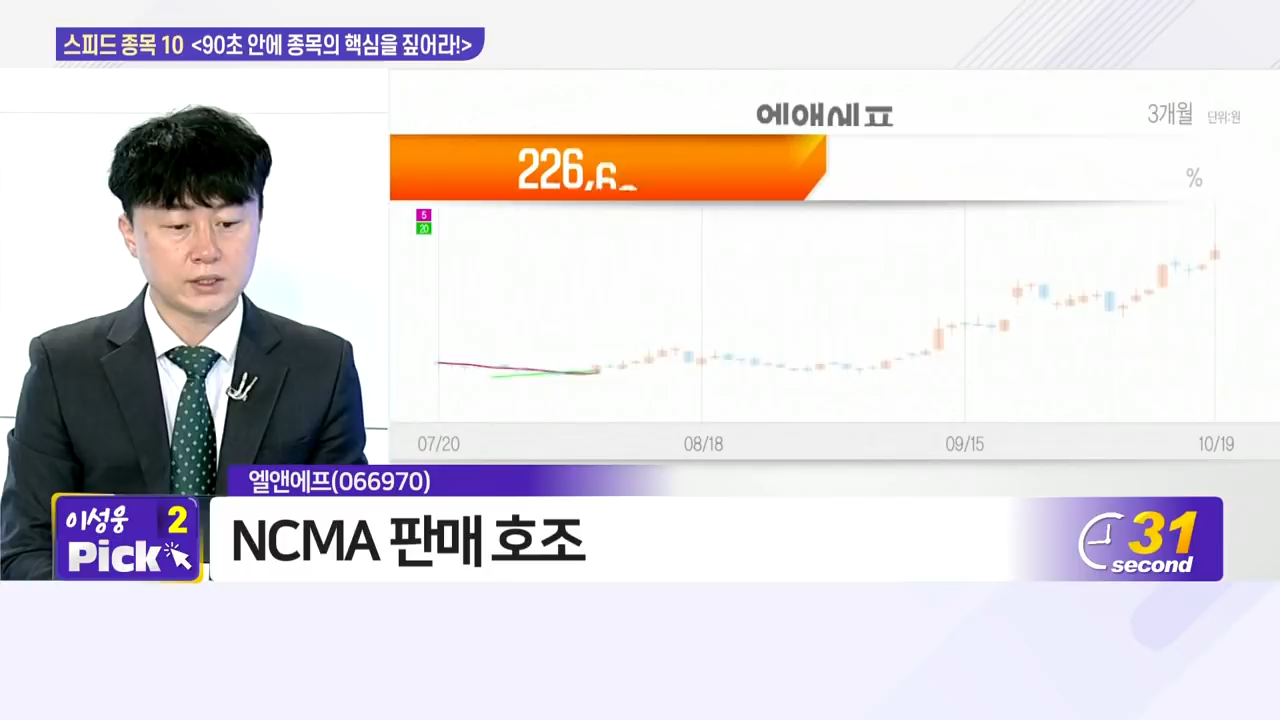 스피드 종목 10 <90초 안에 종목의 핵심을 짚어라!>
3개월 단위:원
226,6
%
5
20
07/20 08/18 09/15 10/19
엘앤에프(066970)
이성웅 2
Pick
NCMA 판매 호조
31
second